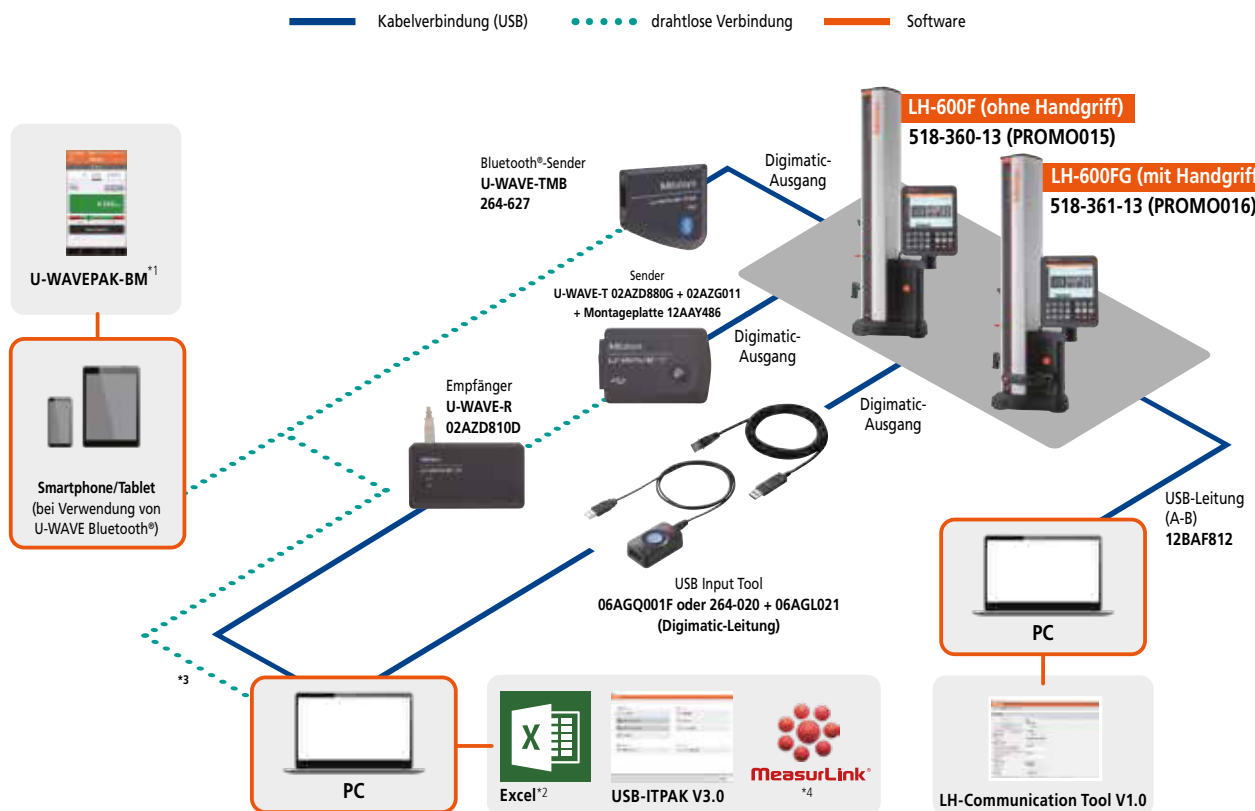 Kabelverbindung (USB)
drahtlose Verbindung
Software
LH-600F (ohne Handgriff)
518-360-13 (PROMO015)
LH-600FG (mit Handgriff
518-361-13 (PROMO016)
Bluetooth®-Sender
U-WAVE-TMB
264-627
Digimatic-
Ausgang
Mitutoyo
U-WAVEPAK-BM*1
Sender
U-WAVE-T 02AZD880G + 02AZG011
+ Montageplatte 12AAY486
Digimatic-
Ausgang
Mitutoyo
Empfänger
U-WAVE-R
02AZD810D
Digimatic-
Ausgang
Smartphone/Tablet
(bei Verwendung von
U-WAVE Bluetooth®)
USB-Leitung
(A-B)
12BAF812
USB Input Tool
06AGQ001F oder 264-020 + 06AGL021
(Digimatic-Leitung)
PC
*3
PC
X
Excel*2
USB-ITPAK V3.0
MeasurLink®
*4
LH-Communication Tool V1.0